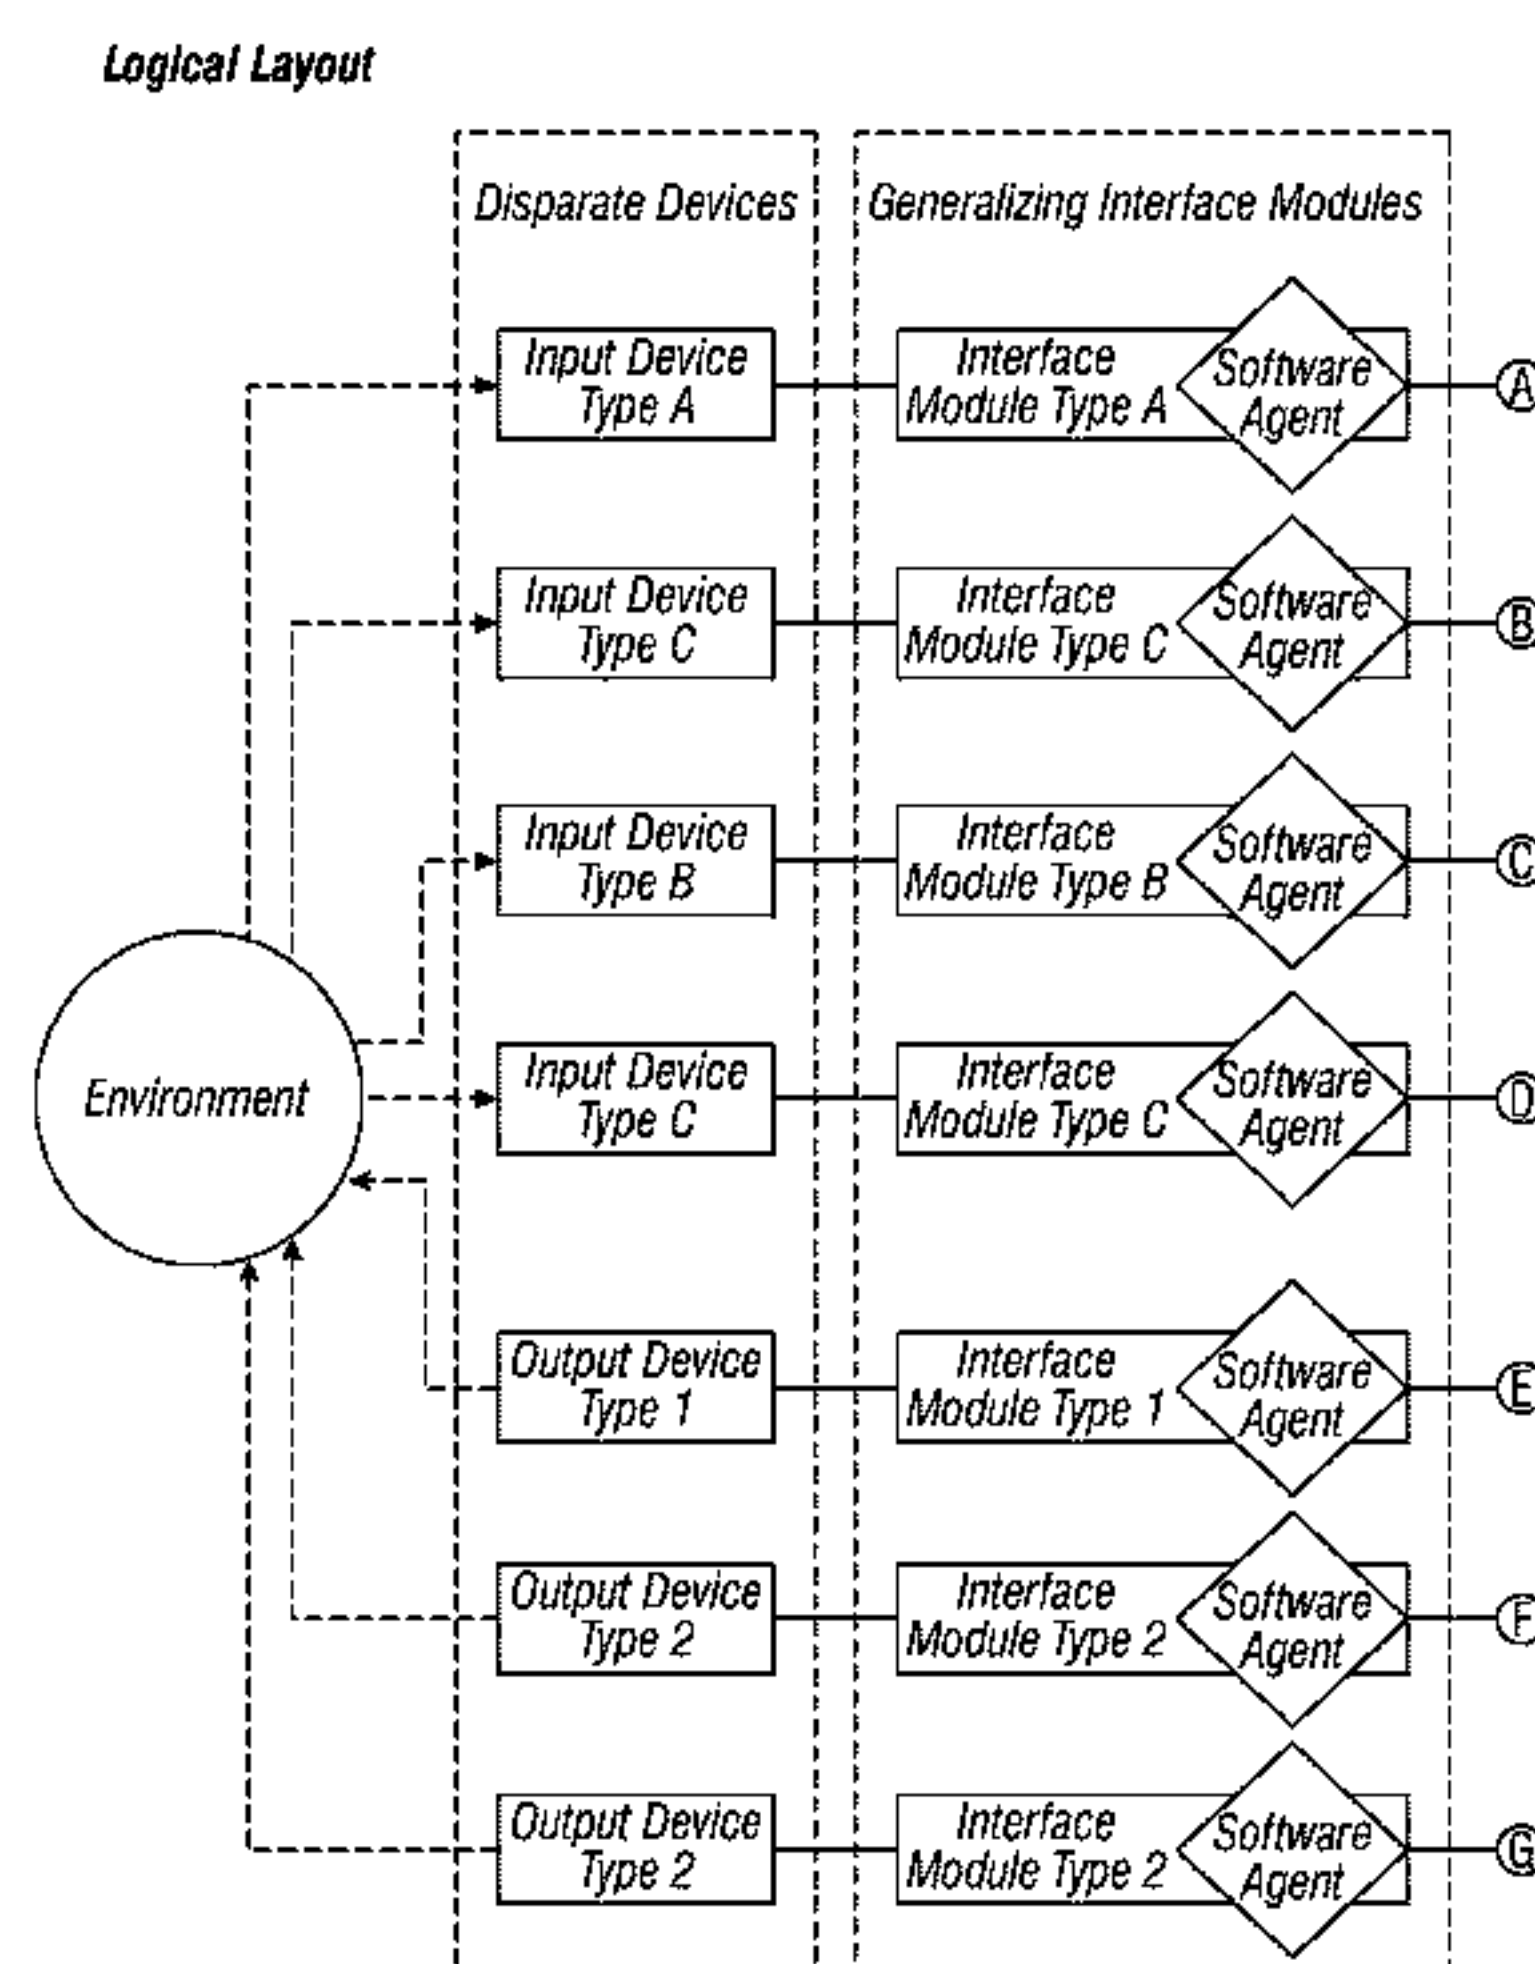 Logical Layout
Disparate Devices
Generalizing Interface Modules
Input Device
Type A
Interface
Module Type A
Software
Agent
A
Input Device
Type C
Interface
Module Type C
Software
Agent
B
Input Device
Type B
Interface
Module Type B
Software
Agent
C
Environment
Input Device
Type C
Interface
Module Type C
Software
Agent
D
Output Device
Type 1
Interface
Module Type 1
Software
Agent
E
Output Device
Type 2
Interface
Module Type 2
Software
Agent
F
Output Device
Type 2
Interface
Module Type 2
Software
Agent
G